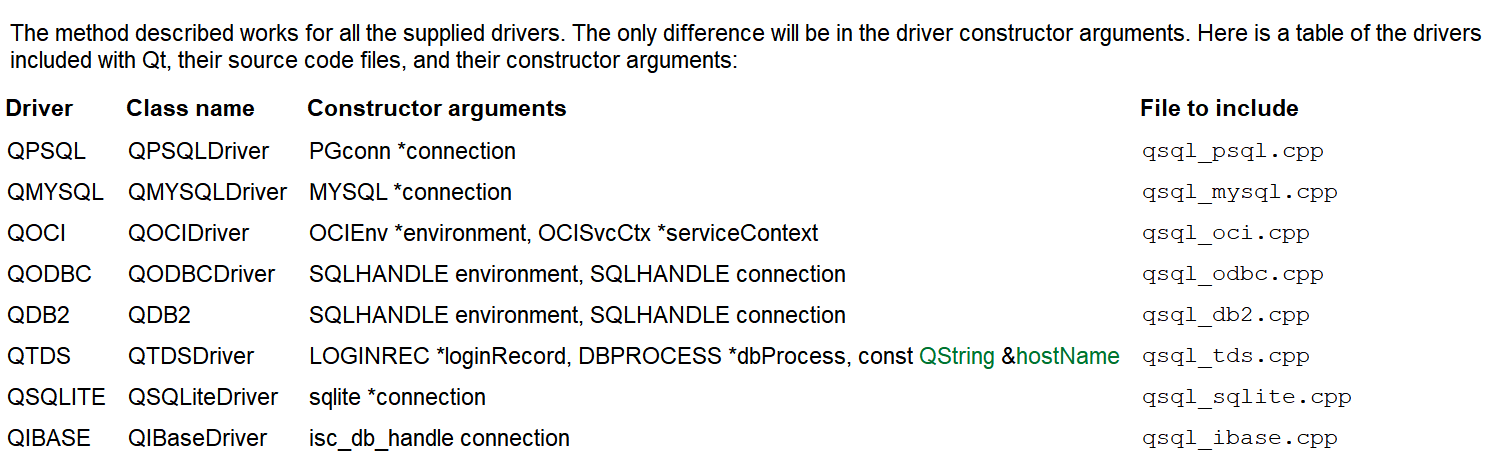 The method described works for all the supplied drivers. The only difference will be in the driver constructor arguments. Here is a table of the drivers
included with Qt, their source code files, and their constructor arguments:
Driver Class name Constructor arguments File to include
QPSQL QPSQLDriver PGconn *connection qsql_psql.cpp
QMYSQL QMYSQLDriver MYSQL *connection qsql_mysql.cpp
QOCI QOCIDriver OCIEnv *environment, OCISvcCtx *serviceContext qsql_oci.cpp
QODBC QODBCDriver SQLHANDLE environment, SQLHANDLE connection qsql_odbc.cpp
QDB2 QDB2 SQLHANDLE environment, SQLHANDLE connection qsql_db2.cpp
QTDS QTDSDriver LOGINREC *loginRecord, DBPROCESS *dbProcess, const QString &hostName qsql_tds.cpp
QSQLITE QSQLiteDriver sqlite *connection qsql_sqlite.cpp
QIBASE QIBaseDriver isc_db_handle connection qsql_ibase.cpp